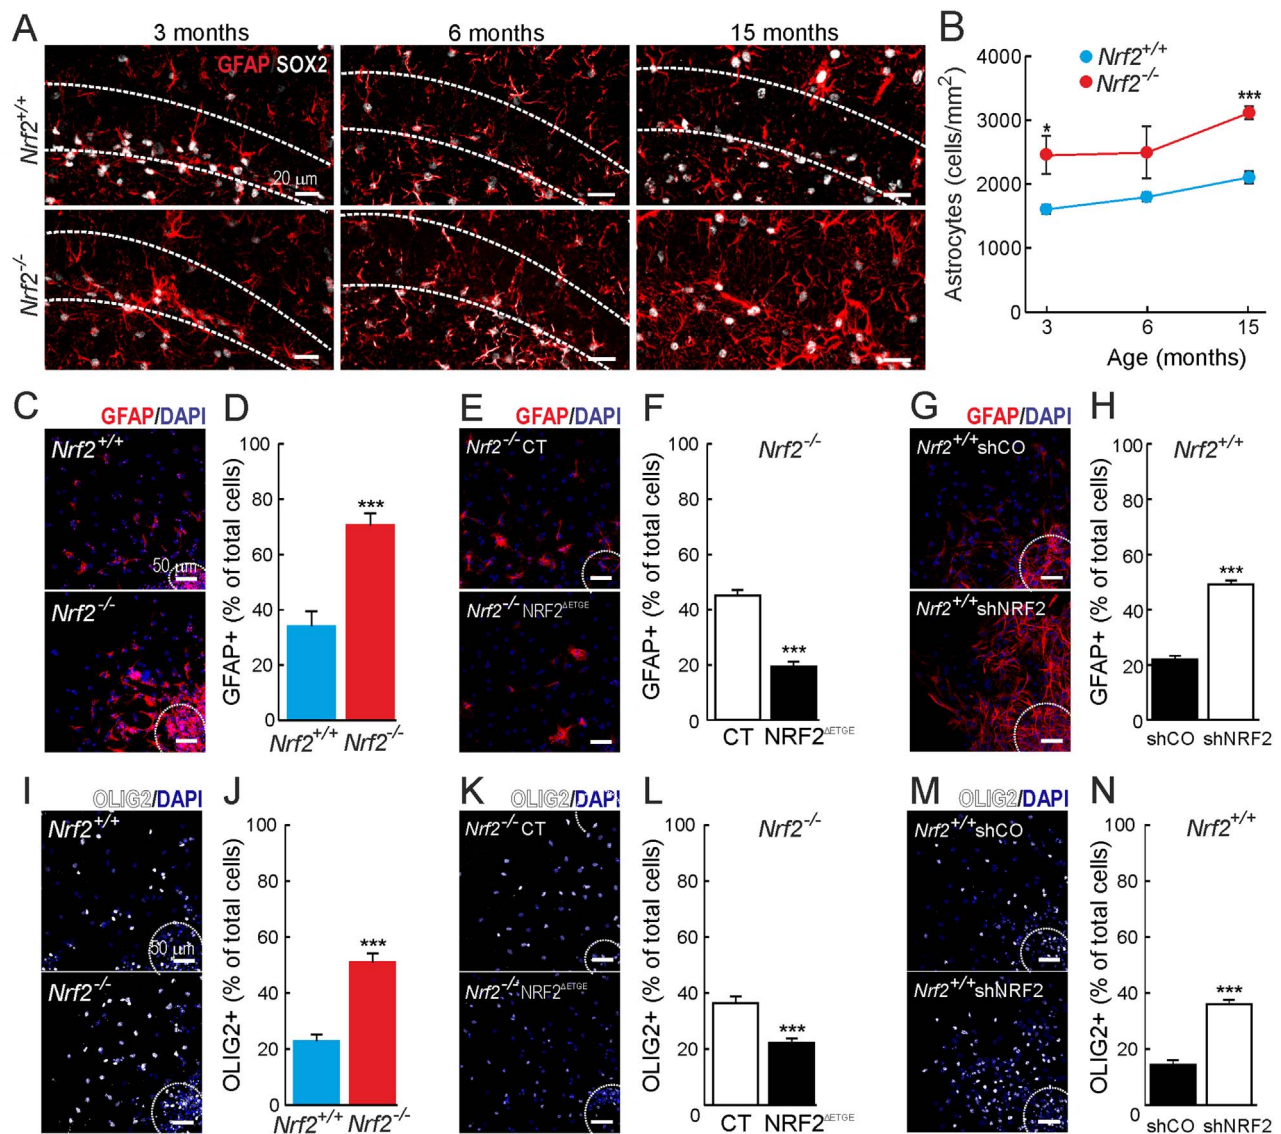 A
3 months
6 months
15 months
GFAP SOX2
Nrf2+/+
20 μm
Nrf2-/-
B
Nrf2+/+
Nrf2-/-
4000
3000
2000
1000
0
*
***
3
6
15
Astrocytes (cells/mm2)
Age (months)
C
GFAP/DAPI
Nrf2+/+
50 μm
Nrf2-/-
D
100
80
60
40
20
0
***
GFAP+ (% of total cells)
Nrf2+/+ Nrf2-/-
E
GFAP/DAPI
Nrf2-/- CT
Nrf2-/- NRF2ΔETGE
F
Nrf2-/-
100
80
60
40
20
0
***
GFAP+ (% of total cells)
CT NRF2ΔETGE
G
GFAP/DAPI
Nrf2+/+shCO
Nrf2+/+shNRF2
H
Nrf2+/+
100
80
60
40
20
0
***
GFAP+ (% of total cells)
shCO shNRF2
I
OLIG2/DAPI
Nrf2+/+
50 μm
Nrf2-/-
J
100
80
60
40
20
0
***
OLIG2+ (% of total cells)
Nrf2+/+ Nrf2-/-
K
OLIG2/DAPI
Nrf2-/- CT
Nrf2-/- NRF2ΔETGE
L
Nrf2-/-
100
80
60
40
20
0
***
OLIG2+ (% of total cells)
CT NRF2ΔETGE
M
OLIG2/DAPI
Nrf2+/+shCO
Nrf2+/+shNRF2
N
Nrf2+/+
100
80
60
40
20
0
***
OLIG2+ (% of total cells)
shCO shNRF2